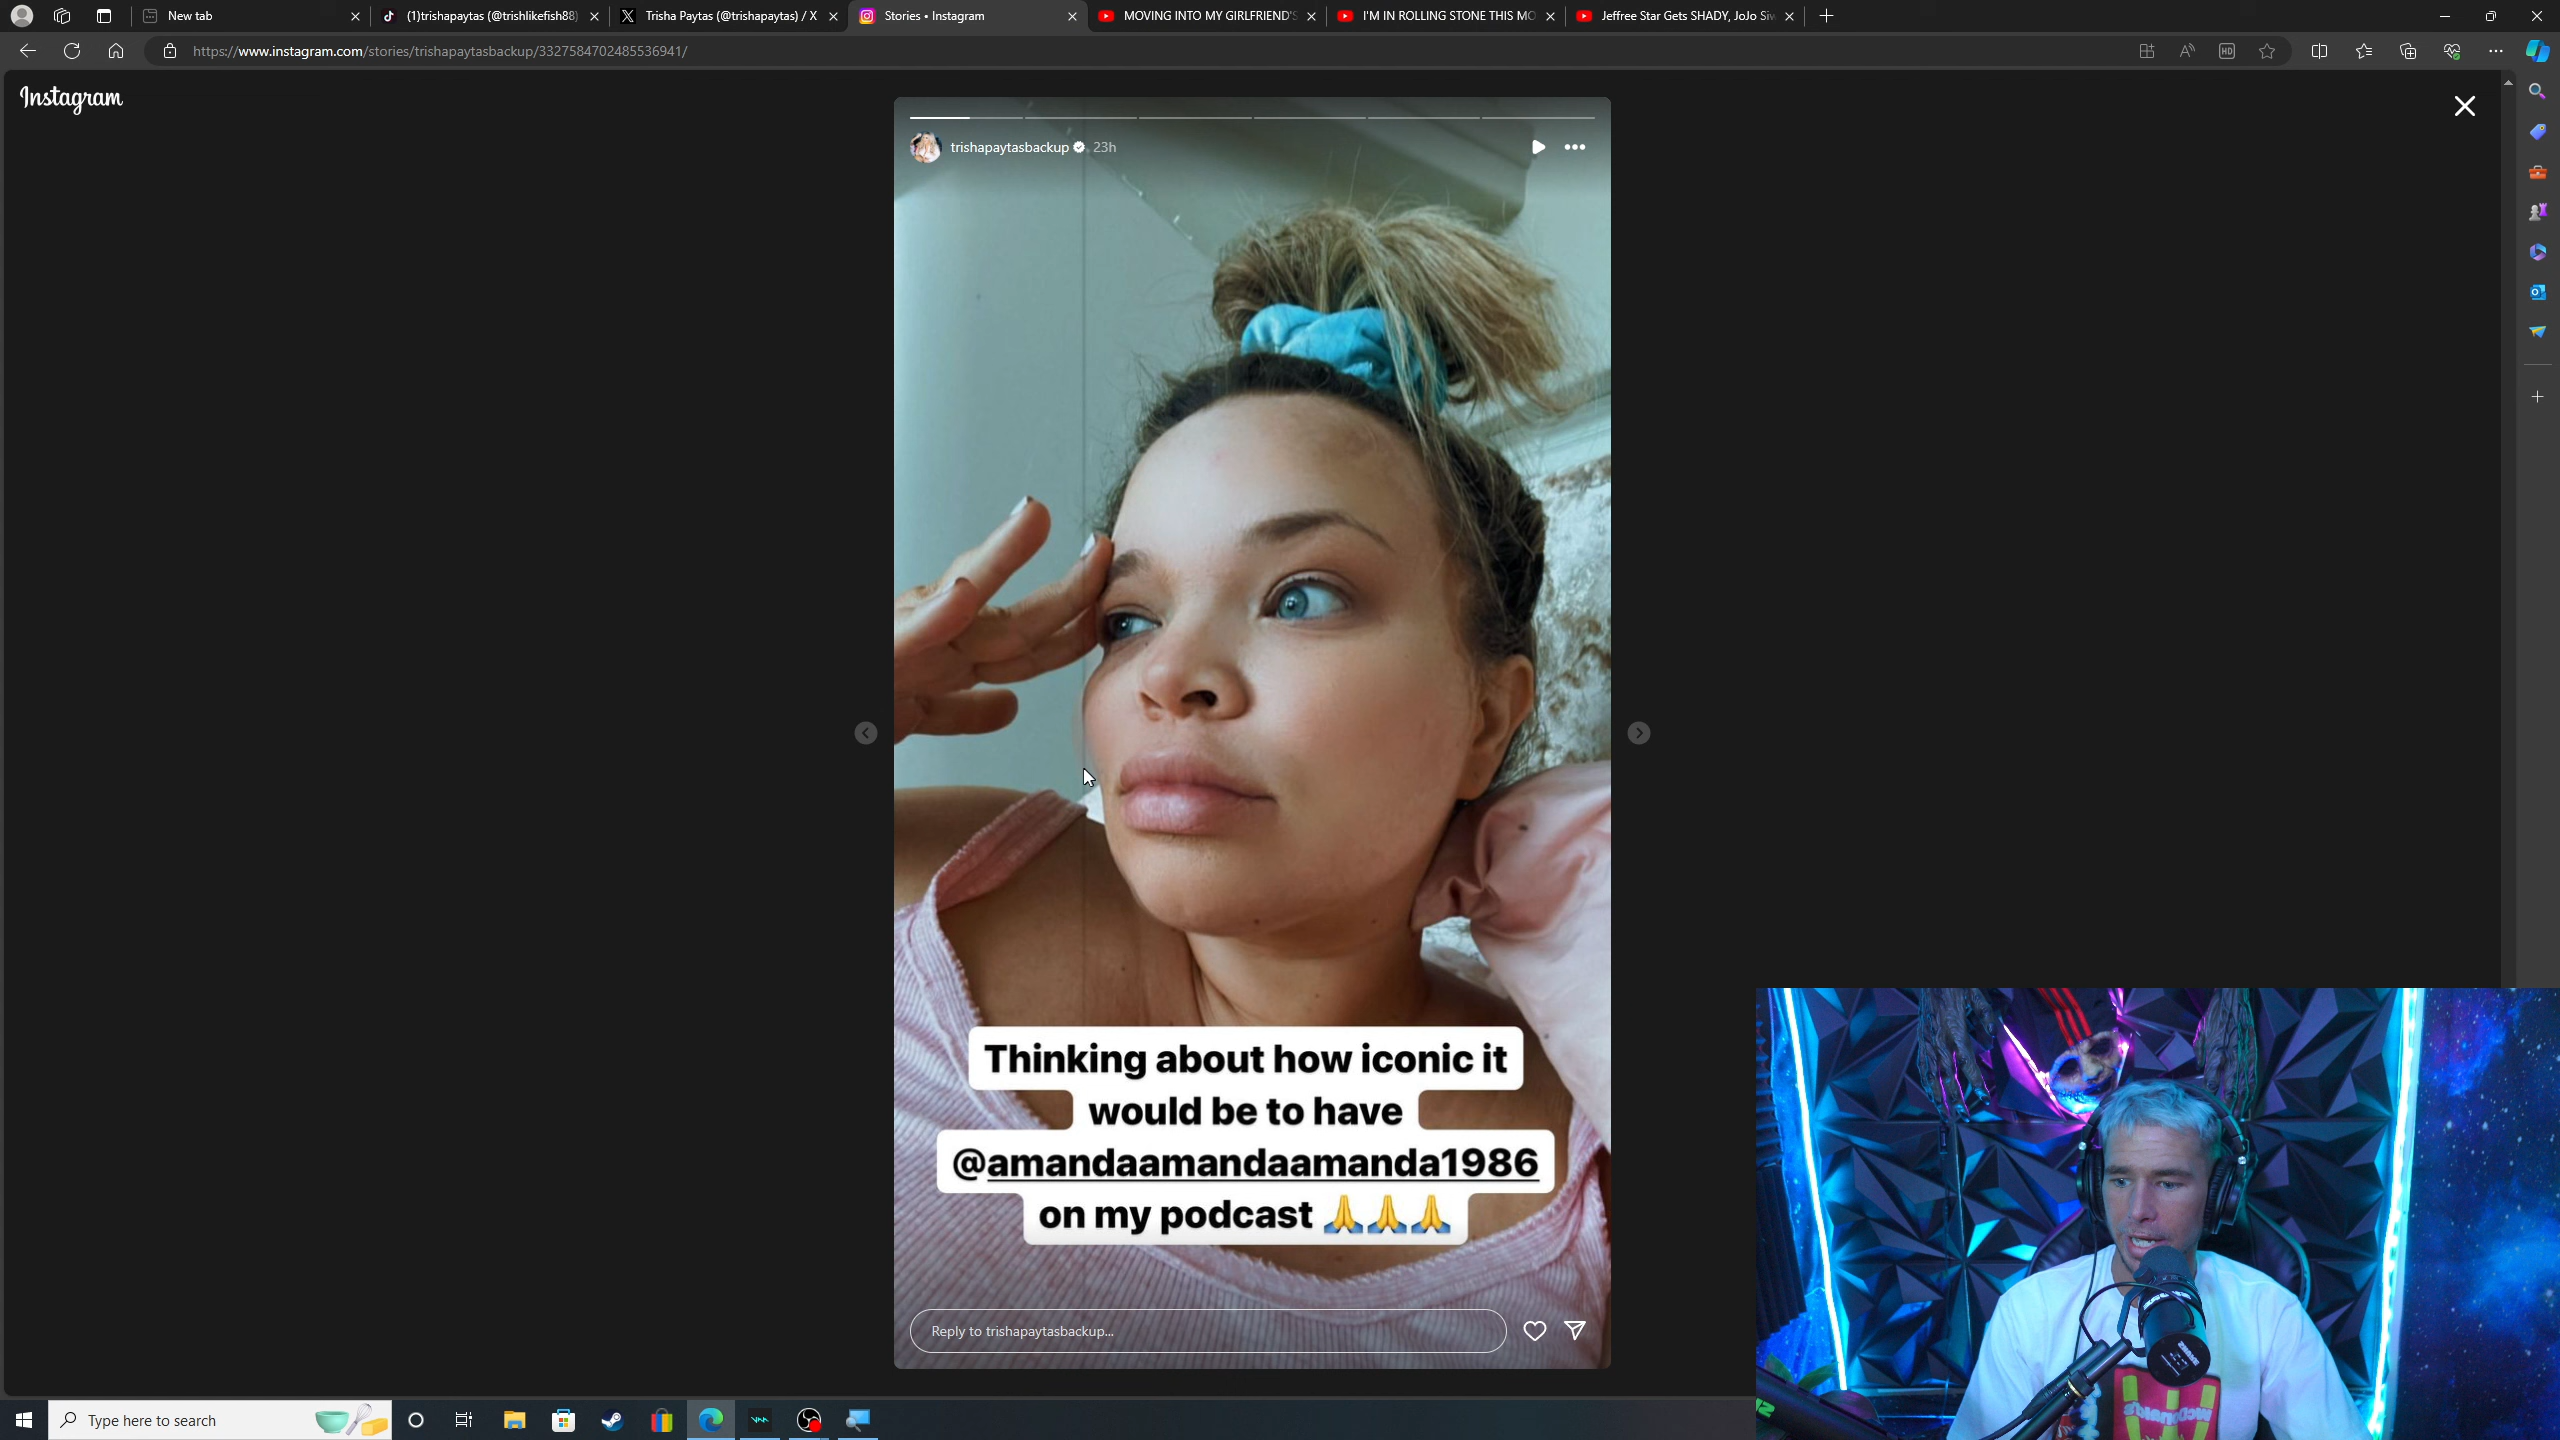 New tab
(1)trishapaytas (@trishlikefish88)
Trisha Paytas (@trishapaytas) / X
Stories • Instagram
MOVING INTO MY GIRLFRIEND'S
I'M IN ROLLING STONE THIS MO
Jeffree Star Gets SHADY, JoJo Siw
https://www.instagram.com/stories/trishapaytasbackup/3327584702485536941/
HD
Instagram
trishapaytasbackup 23h
Thinking about how iconic it
would be to have
@amandaamandaamanda1986
on my podcast 🙏🙏🙏
Reply to trishapaytasbackup...
Type here to search